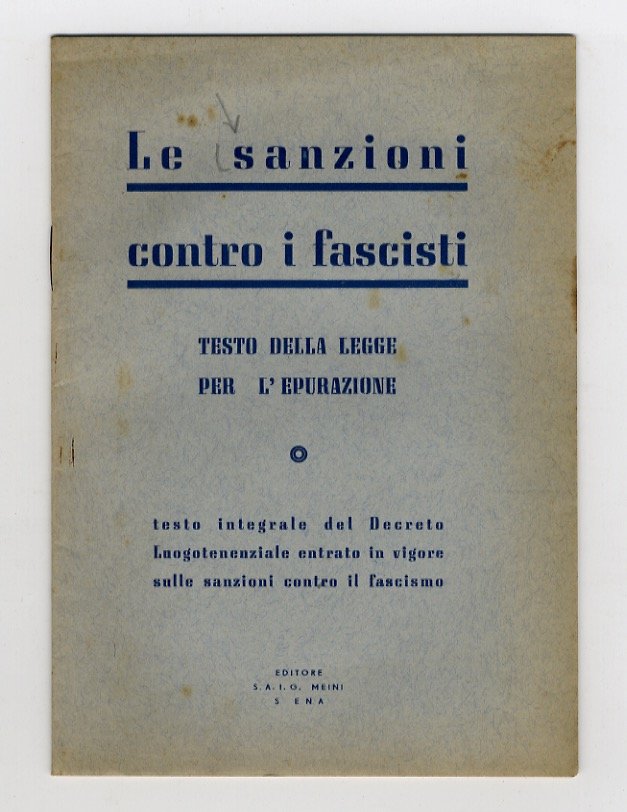 Le sanzioni
contro i fascisti
TESTO DELLA LEGGE
PER L'EPURAZIONE
testo integrale del Decreto
Luogotenenziale entrato in vigore
sulle sanzioni contro il fascismo
EDITORE
S. A. I. G. MEINI
S ENA